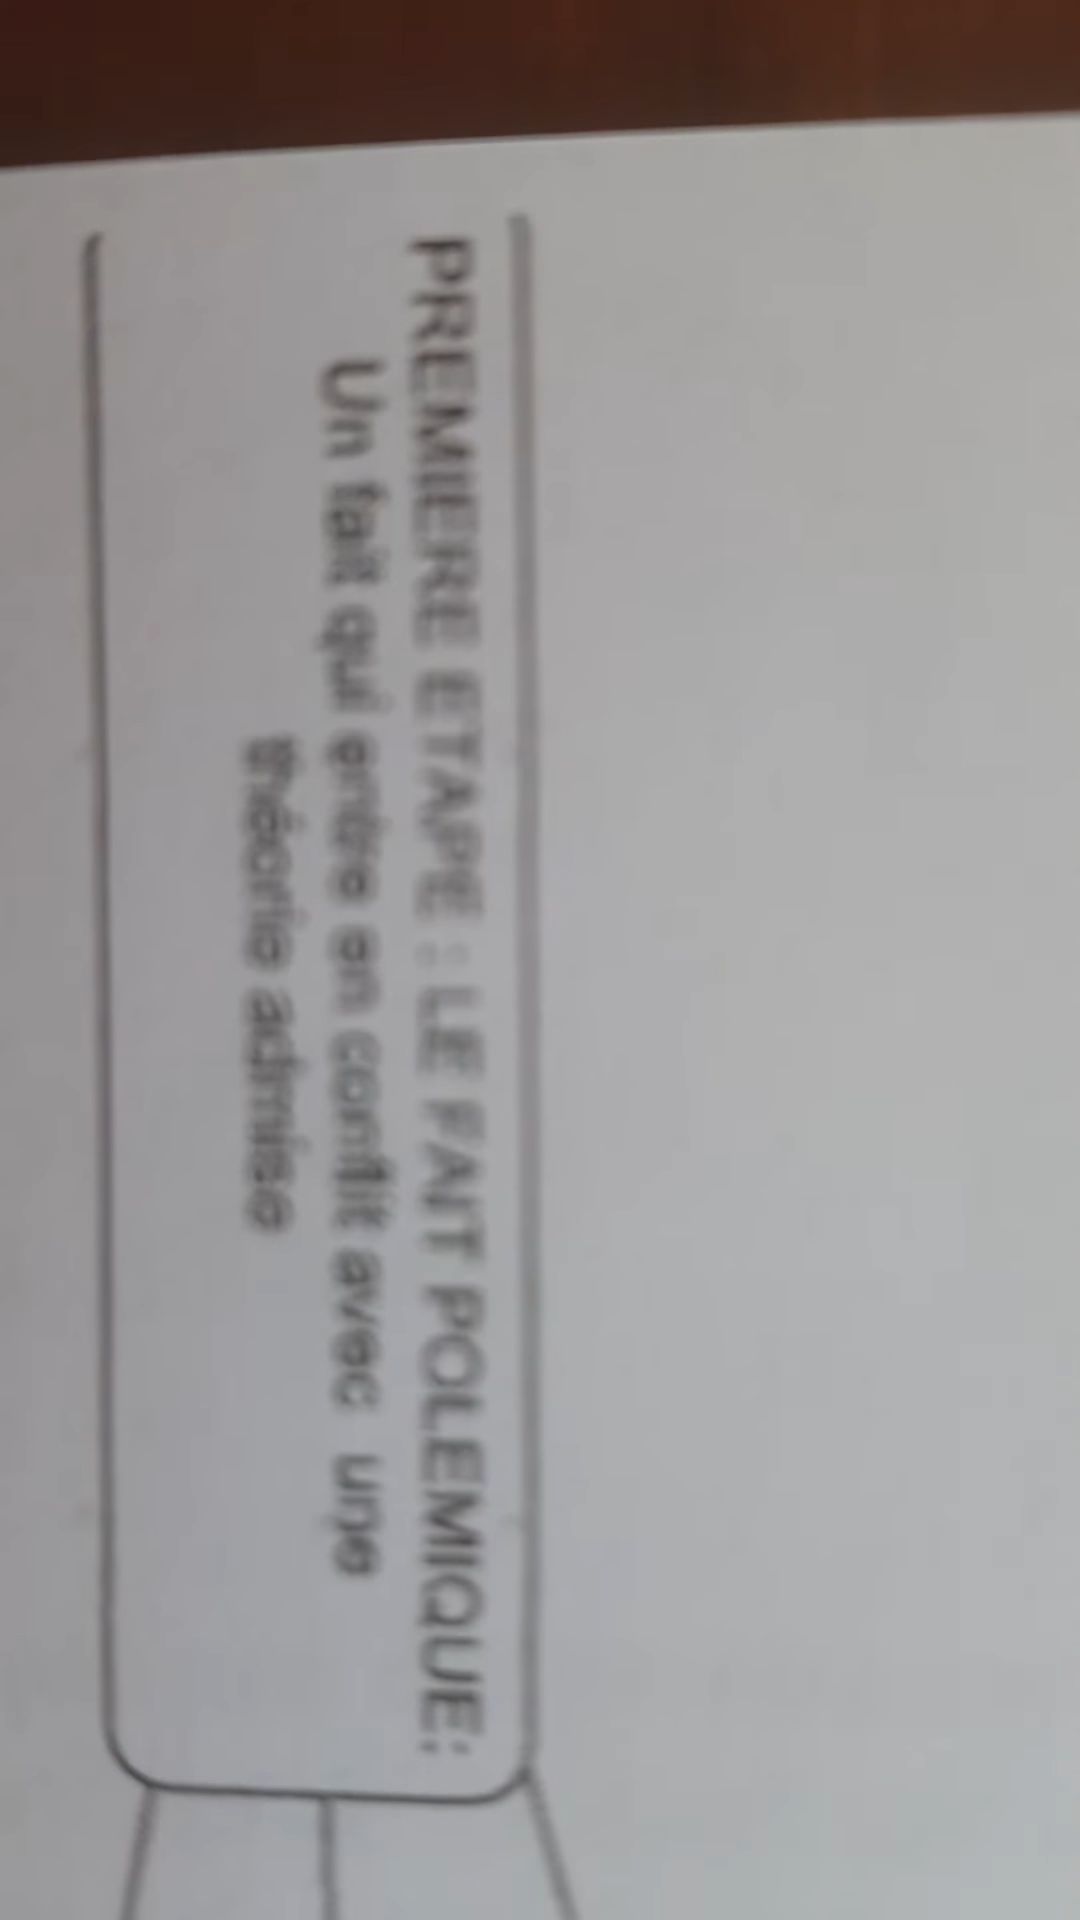 PREMIERE ETAPE : LE FAIT POLEMIQUE:
Un fait qui entre en conflit avec une
théorie admise